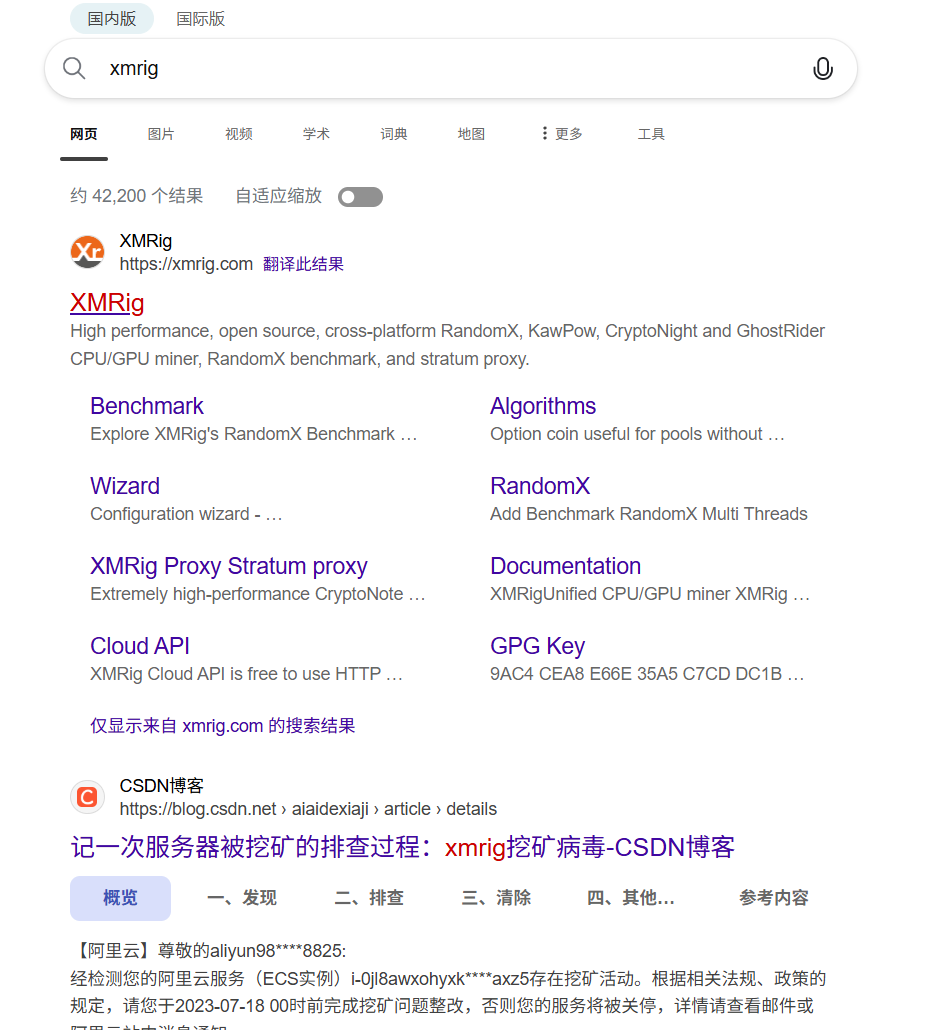 国内版 国际版
xmrig
网页 图片 视频 学术 词典 地图 更多 工具
约 42,200 个结果 自适应缩放
Xr
XMRig
https://xmrig.com 翻译此结果
XMRig
High performance, open source, cross-platform RandomX, KawPow, CryptoNight and GhostRider
CPU/GPU miner, RandomX benchmark, and stratum proxy.
Benchmark Algorithms
Explore XMRig's RandomX Benchmark … Option coin useful for pools without …
Wizard RandomX
Configuration wizard - … Add Benchmark RandomX Multi Threads
XMRig Proxy Stratum proxy Documentation
Extremely high-performance CryptoNote … XMRigUnified CPU/GPU miner XMRig …
Cloud API GPG Key
XMRig Cloud API is free to use HTTP … 9AC4 CEA8 E66E 35A5 C7CD DC1B …
仅显示来自 xmrig.com 的搜索结果
C
CSDN博客
https://blog.csdn.net › aiaidexiaji › article › details
记一次服务器被挖矿的排查过程：xmrig挖矿病毒-CSDN博客
概览 一、发现 二、排查 三、清除 四、其他… 参考内容
【阿里云】尊敬的aliyun98****8825:
经检测您的阿里云服务（ECS实例）i-0jl8awxohyxk****axz5存在挖矿活动。根据相关法规、政策的
规定，请您于2023-07-18 00时前完成挖矿问题整改，否则您的服务将被关停，详情请查看邮件或